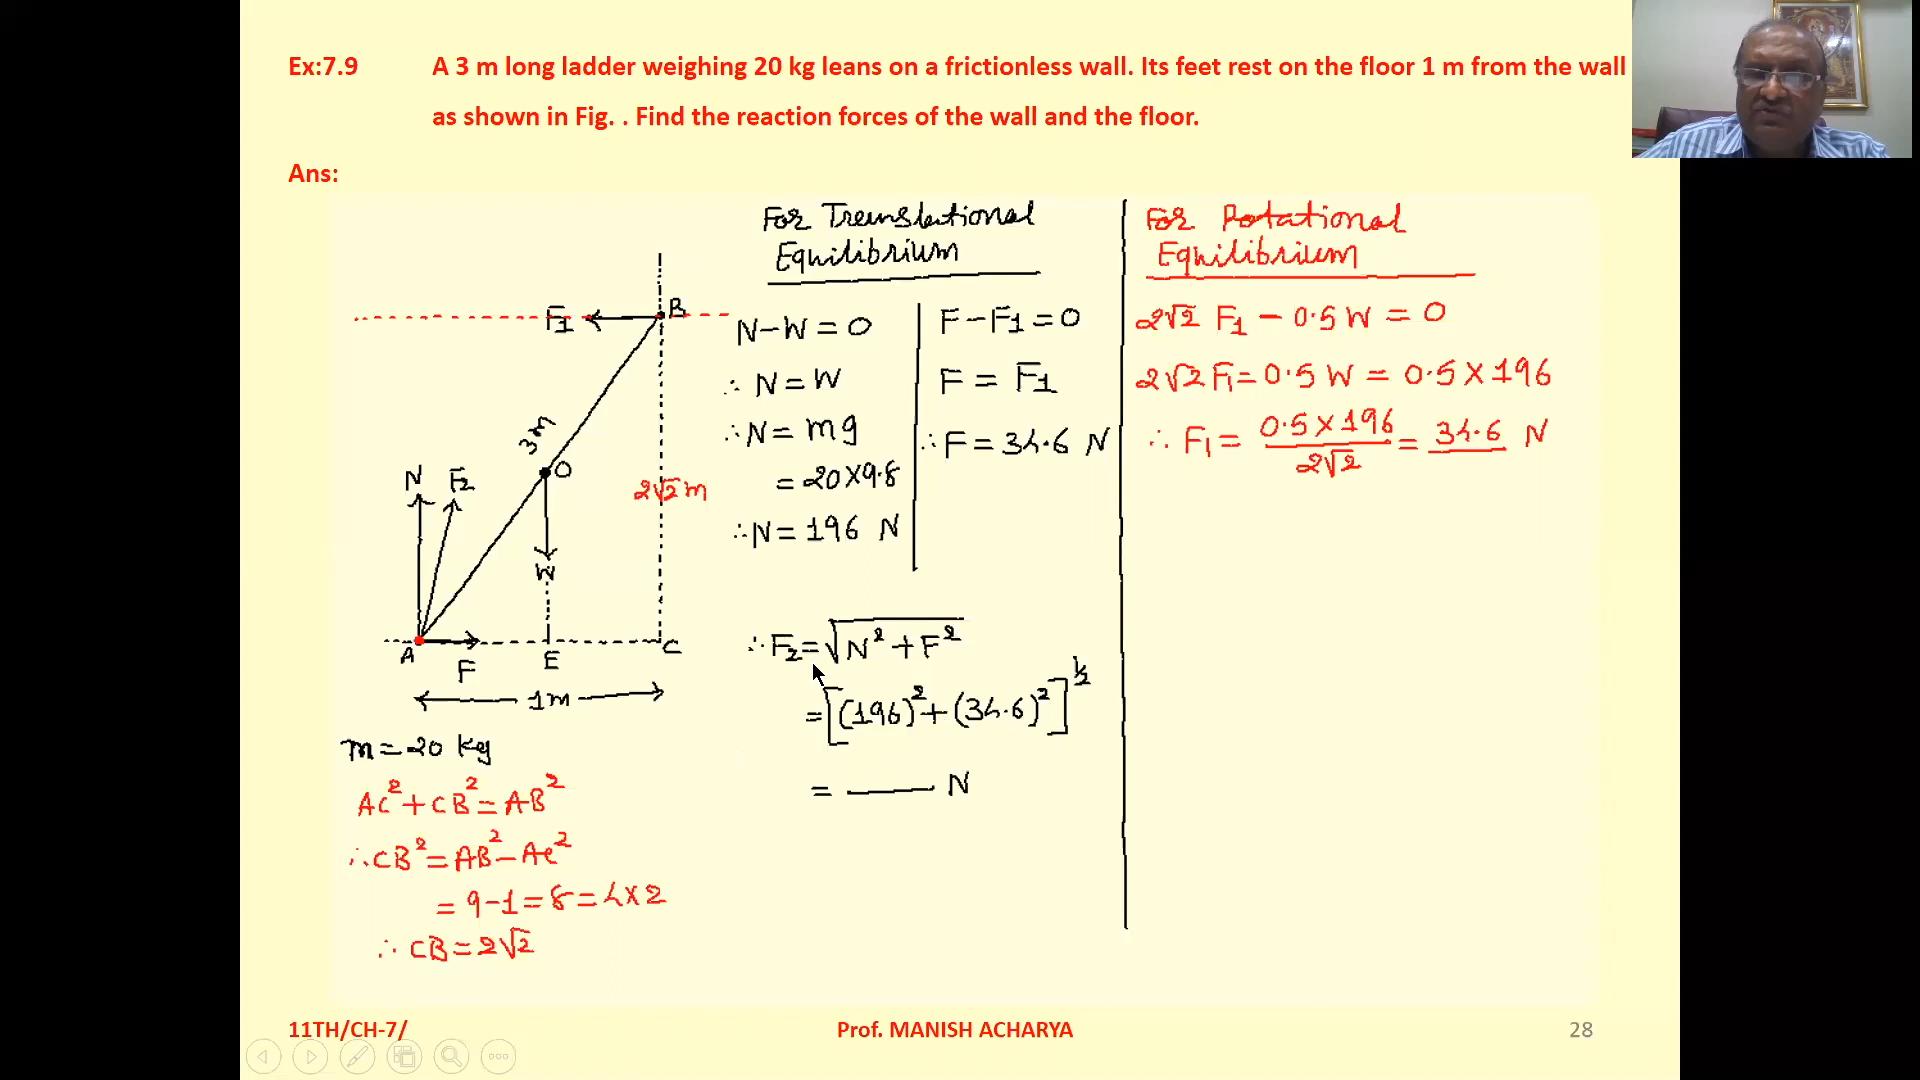 Ex:7.9 A 3 m long ladder weighing 20 kg leans on a frictionless wall. Its feet rest on the floor 1 m from the wall
as shown in Fig. . Find the reaction forces of the wall and the floor.
Ans:
F1
B
3m
O
N
F2
2√2 m
W
A
F
E
C
1m
m = 20 kg
AC² + CB² = AB²
∴ CB² = AB² - AC²
= 9 - 1 = 8 = 4 × 2
∴ CB = 2√2
For Translational
Equilibrium
N - W = 0
∴ N = W
∴ N = mg
= 20 × 9.8
∴ N = 196 N
F - F1 = 0
F = F1
∴ F = 34.6 N
∴ F2 = √N² + F²
= [(196)² + (34.6)²]^½
= ____ N
For Rotational
Equilibrium
2√2 F1 - 0.5 W = 0
2√2 F1 = 0.5 W = 0.5 × 196
∴ F1 = 0.5 × 196 / 2√2 = 34.6 N
11TH/CH-7/
Prof. MANISH ACHARYA
28